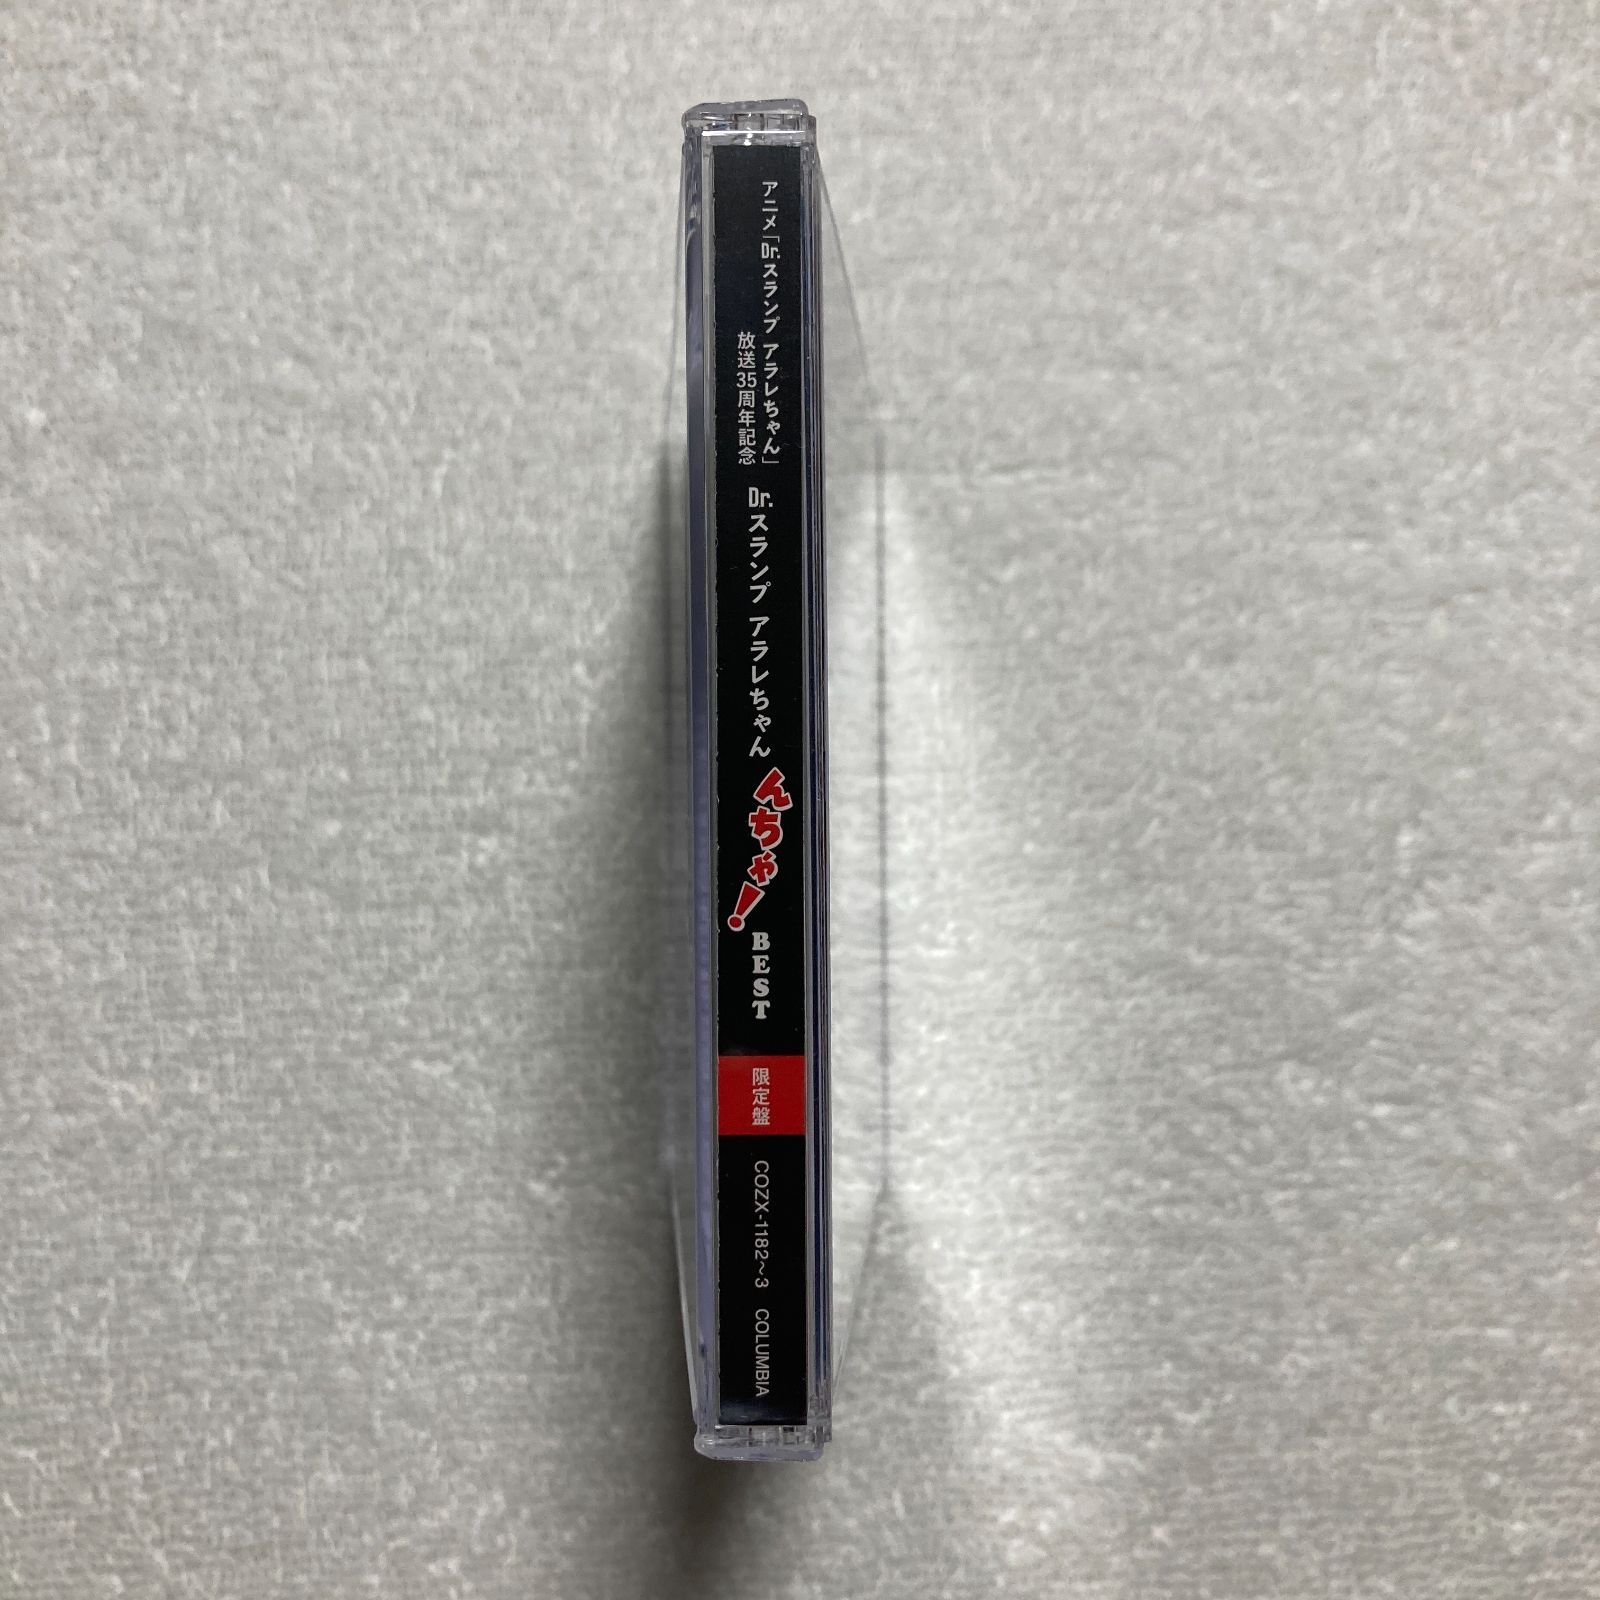 アニメ「Dr.スランプ アラレちゃん」
放送35周年記念
Dr.スランプ アラレちゃん
んちゃ！
BEST
限定盤
COZX-1182〜3
COLUMBIA